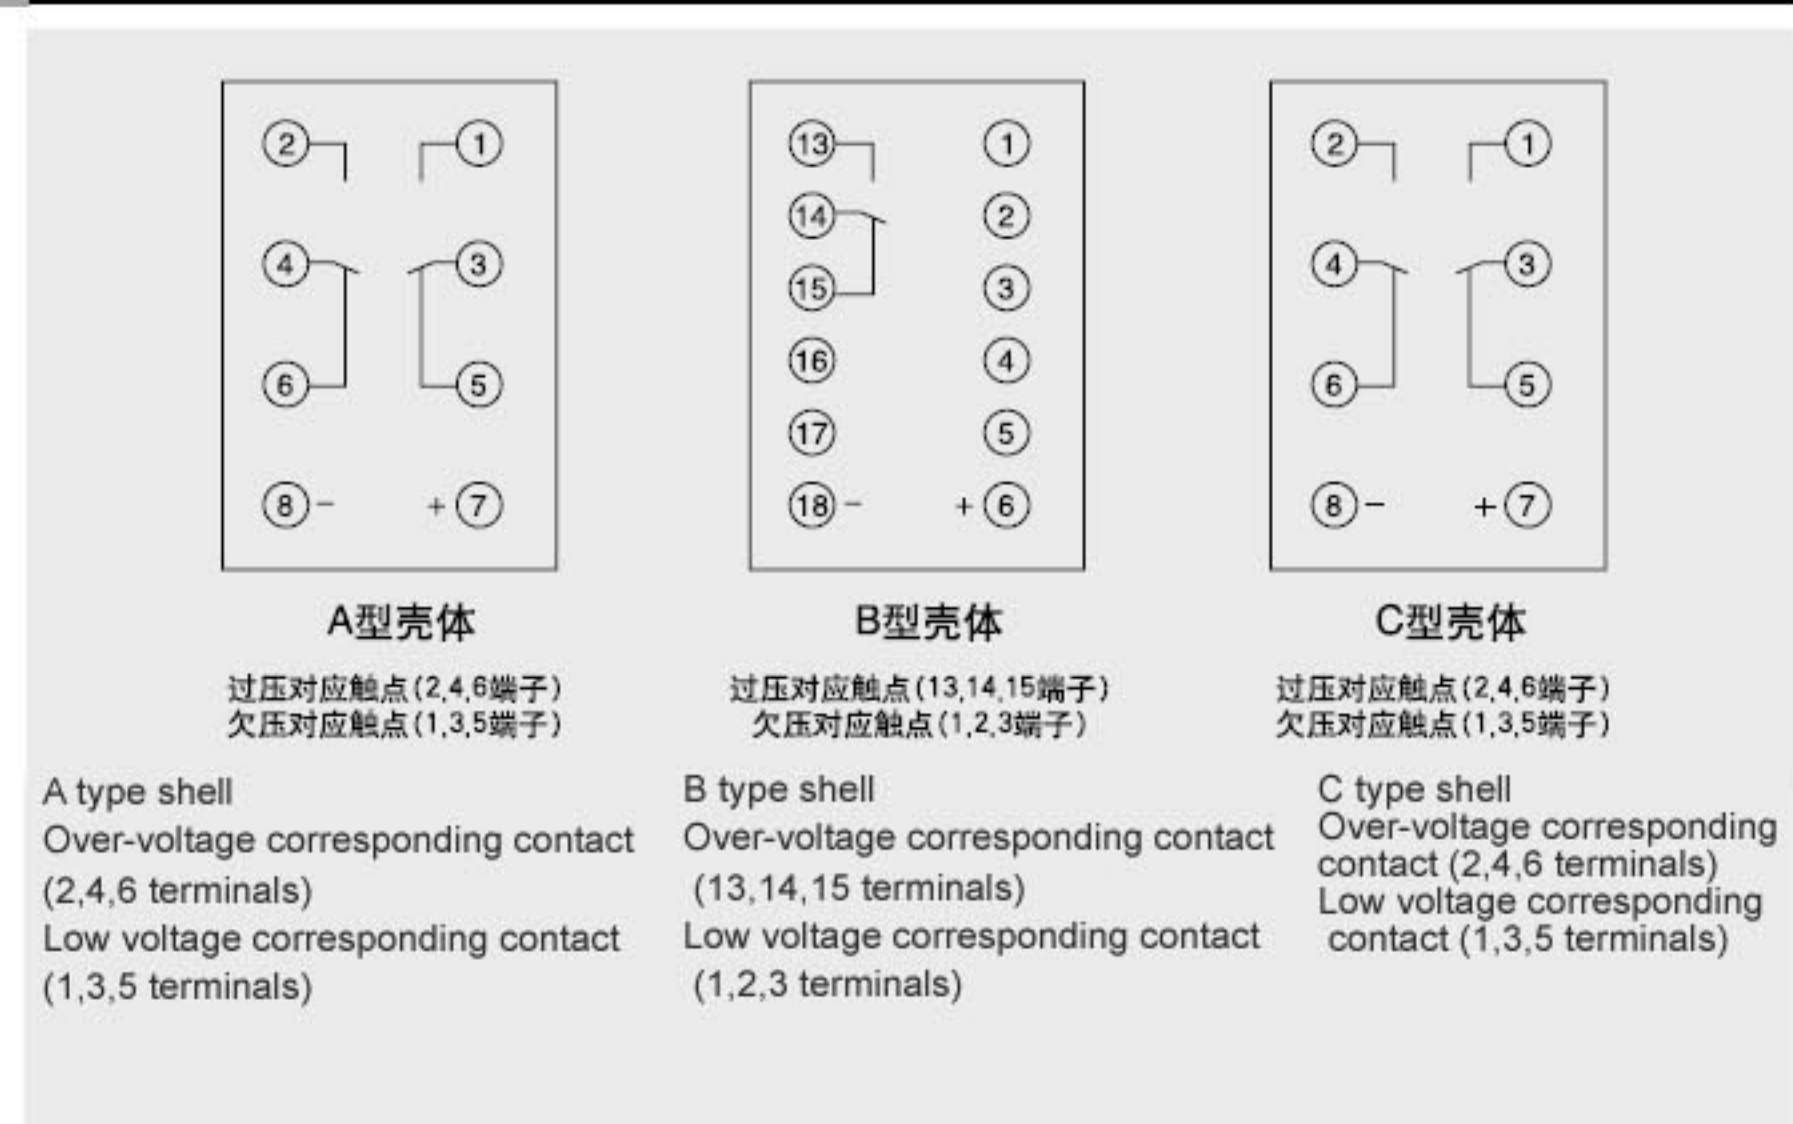 2 1
4 3
6 5
8 - + 7
13 1
14 2
15 3
16 4
17 5
18 - + 6
2 1
4 3
6 5
8 - + 7
A型壳体
过压对应触点(2,4,6端子)
欠压对应触点(1,3,5端子)
B型壳体
过压对应触点(13,14,15端子)
欠压对应触点(1,2,3端子)
C型壳体
过压对应触点(2,4,6端子)
欠压对应触点(1,3,5端子)
A type shell
Over-voltage corresponding contact
(2,4,6 terminals)
Low voltage corresponding contact
(1,3,5 terminals)
B type shell
Over-voltage corresponding contact
(13,14,15 terminals)
Low voltage corresponding contact
(1,2,3 terminals)
C type shell
Over-voltage corresponding
contact (2,4,6 terminals)
Low voltage corresponding
contact (1,3,5 terminals)